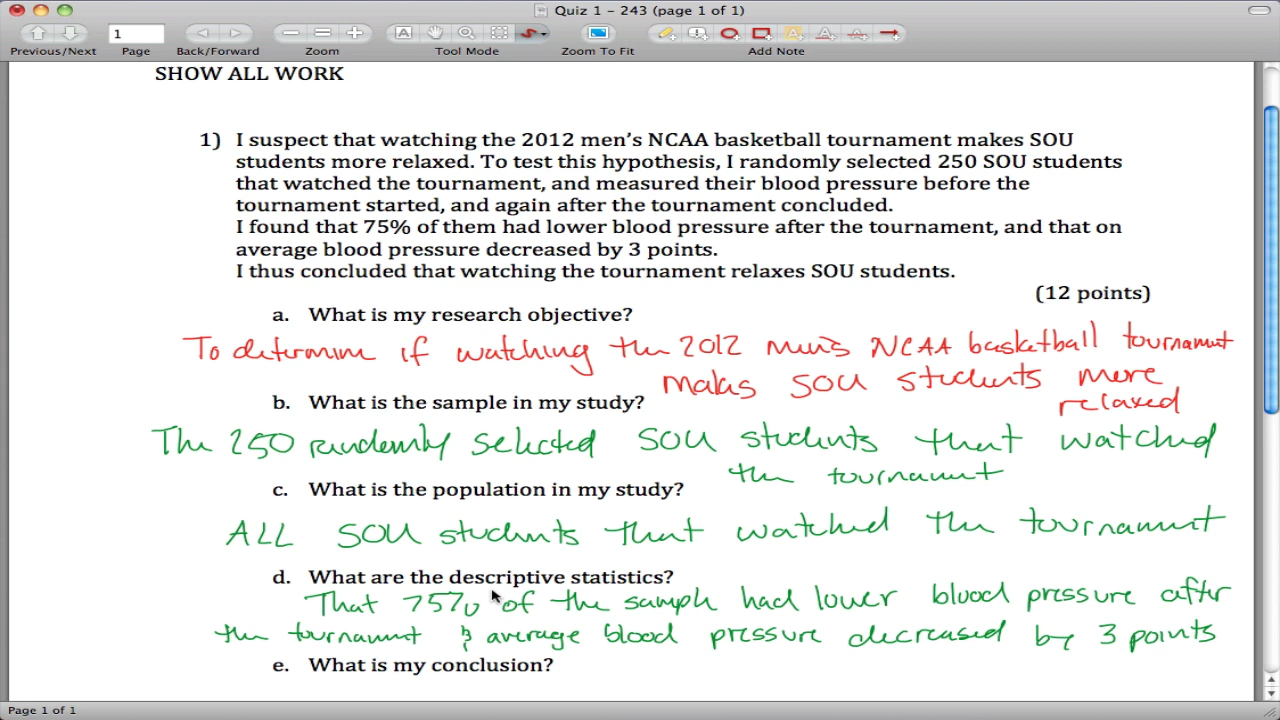 Quiz 1 – 243 (page 1 of 1)
1
Previous/Next Page Back/Forward Zoom Tool Mode Zoom To Fit Add Note
SHOW ALL WORK
1) I suspect that watching the 2012 men's NCAA basketball tournament makes SOU
students more relaxed. To test this hypothesis, I randomly selected 250 SOU students
that watched the tournament, and measured their blood pressure before the
tournament started, and again after the tournament concluded.
I found that 75% of them had lower blood pressure after the tournament, and that on
average blood pressure decreased by 3 points.
I thus concluded that watching the tournament relaxes SOU students.
(12 points)
a. What is my research objective?
To determine if watching the 2012 men's NCAA basketball tournament
makes SOU students more
relaxed
b. What is the sample in my study?
The 250 randomly selected SOU students that watched
the tournament
c. What is the population in my study?
ALL SOU students that watched the tournament
d. What are the descriptive statistics?
That 75% of the sample had lower blood pressure after
the tournament & average blood pressure decreased by 3 points
e. What is my conclusion?
Page 1 of 1